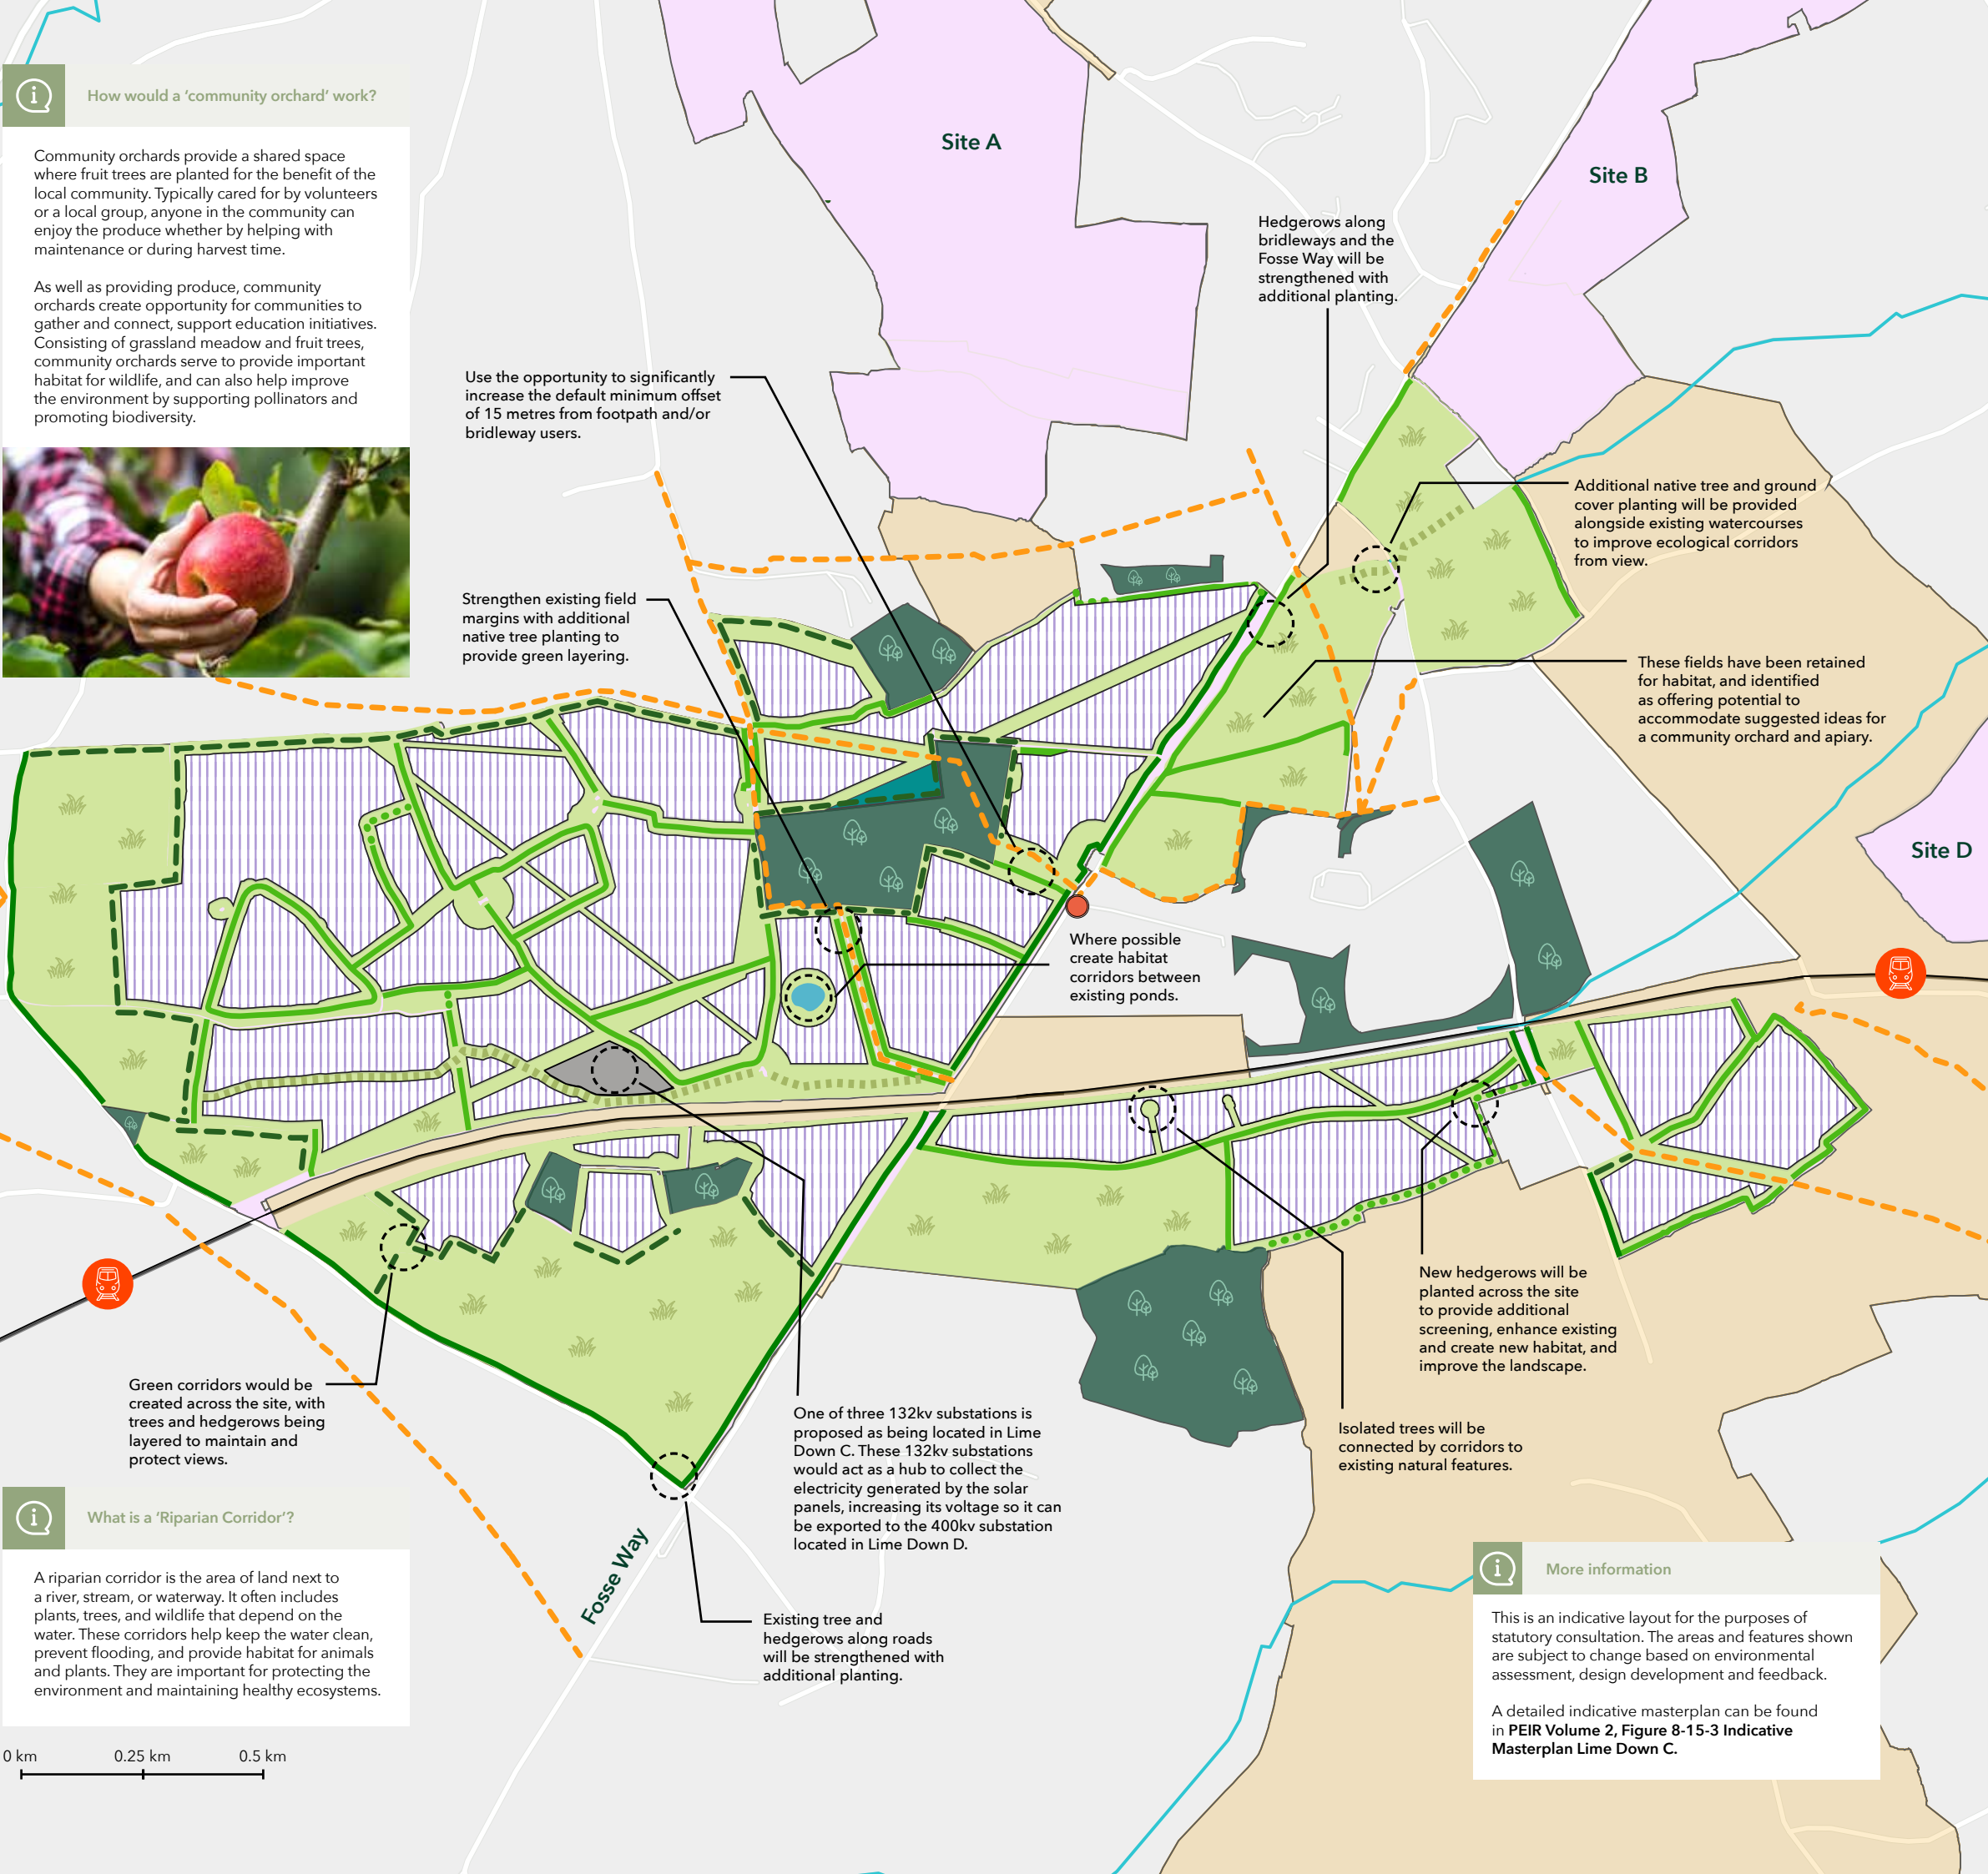 How would a ‘community orchard’ work?
Community orchards provide a shared space
where fruit trees are planted for the benefit of the
local community. Typically cared for by volunteers
or a local group, anyone in the community can
enjoy the produce whether by helping with
maintenance or during harvest time.
As well as providing produce, community
orchards create opportunity for communities to
gather and connect, support education initiatives.
Consisting of grassland meadow and fruit trees,
community orchards serve to provide important
habitat for wildlife, and can also help improve
the environment by supporting pollinators and
promoting biodiversity.
Site A
Site B
Hedgerows along
bridleways and the
Fosse Way will be
strengthened with
additional planting.
Use the opportunity to significantly
increase the default minimum offset
of 15 metres from footpath and/or
bridleway users.
Additional native tree and ground
cover planting will be provided
alongside existing watercourses
to improve ecological corridors
from view.
Strengthen existing field
margins with additional
native tree planting to
provide green layering.
These fields have been retained
for habitat, and identified
as offering potential to
accommodate suggested ideas for
a community orchard and apiary.
Site D
Where possible
create habitat
corridors between
existing ponds.
New hedgerows will be
planted across the site
to provide additional
screening, enhance existing
and create new habitat, and
improve the landscape.
Green corridors would be
created across the site, with
trees and hedgerows being
layered to maintain and
protect views.
One of three 132kv substations is
proposed as being located in Lime
Down C. These 132kv substations
would act as a hub to collect the
electricity generated by the solar
panels, increasing its voltage so it can
be exported to the 400kv substation
located in Lime Down D.
Isolated trees will be
connected by corridors to
existing natural features.
What is a ‘Riparian Corridor’?
A riparian corridor is the area of land next to
a river, stream, or waterway. It often includes
plants, trees, and wildlife that depend on the
water. These corridors help keep the water clean,
prevent flooding, and provide habitat for animals
and plants. They are important for protecting the
environment and maintaining healthy ecosystems.
Fosse Way
Existing tree and
hedgerows along roads
will be strengthened with
additional planting.
More information
This is an indicative layout for the purposes of
statutory consultation. The areas and features shown
are subject to change based on environmental
assessment, design development and feedback.
A detailed indicative masterplan can be found
in PEIR Volume 2, Figure 8-15-3 Indicative
Masterplan Lime Down C.
0 km 0.25 km 0.5 km